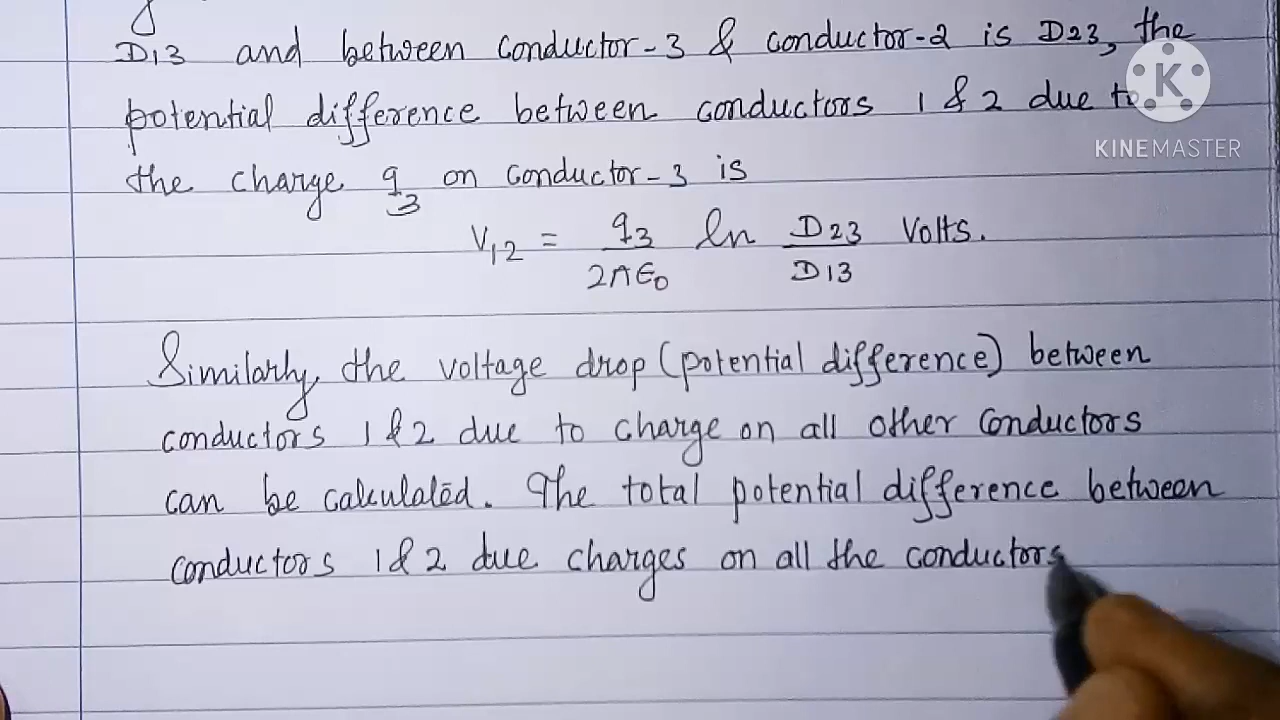 D13 and between conductor-3 & conductor-2 is D23, the
potential difference between conductors 1 & 2 due to
the charge q3 on conductor-3 is
V12 = q3/2πε0 ln D23/D13 Volts.
Similarly, the voltage drop (potential difference) between
conductors 1 & 2 due to charge on all other conductors
can be calculated. The total potential difference between
conductors 1 & 2 due charges on all the conductors
K
KINEMASTER